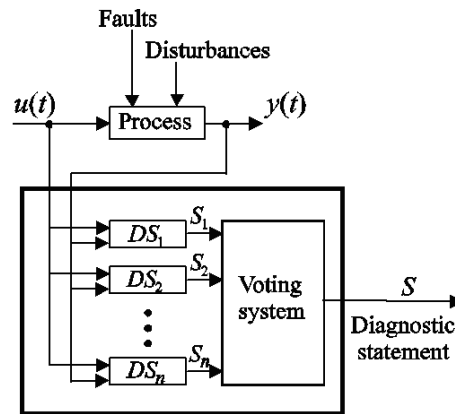 Faults
Disturbances
u(t)
Process
y(t)
DS₁
S₁
DS₂
S₂
DSₙ
Sₙ
Voting
system
S
Diagnostic
statement